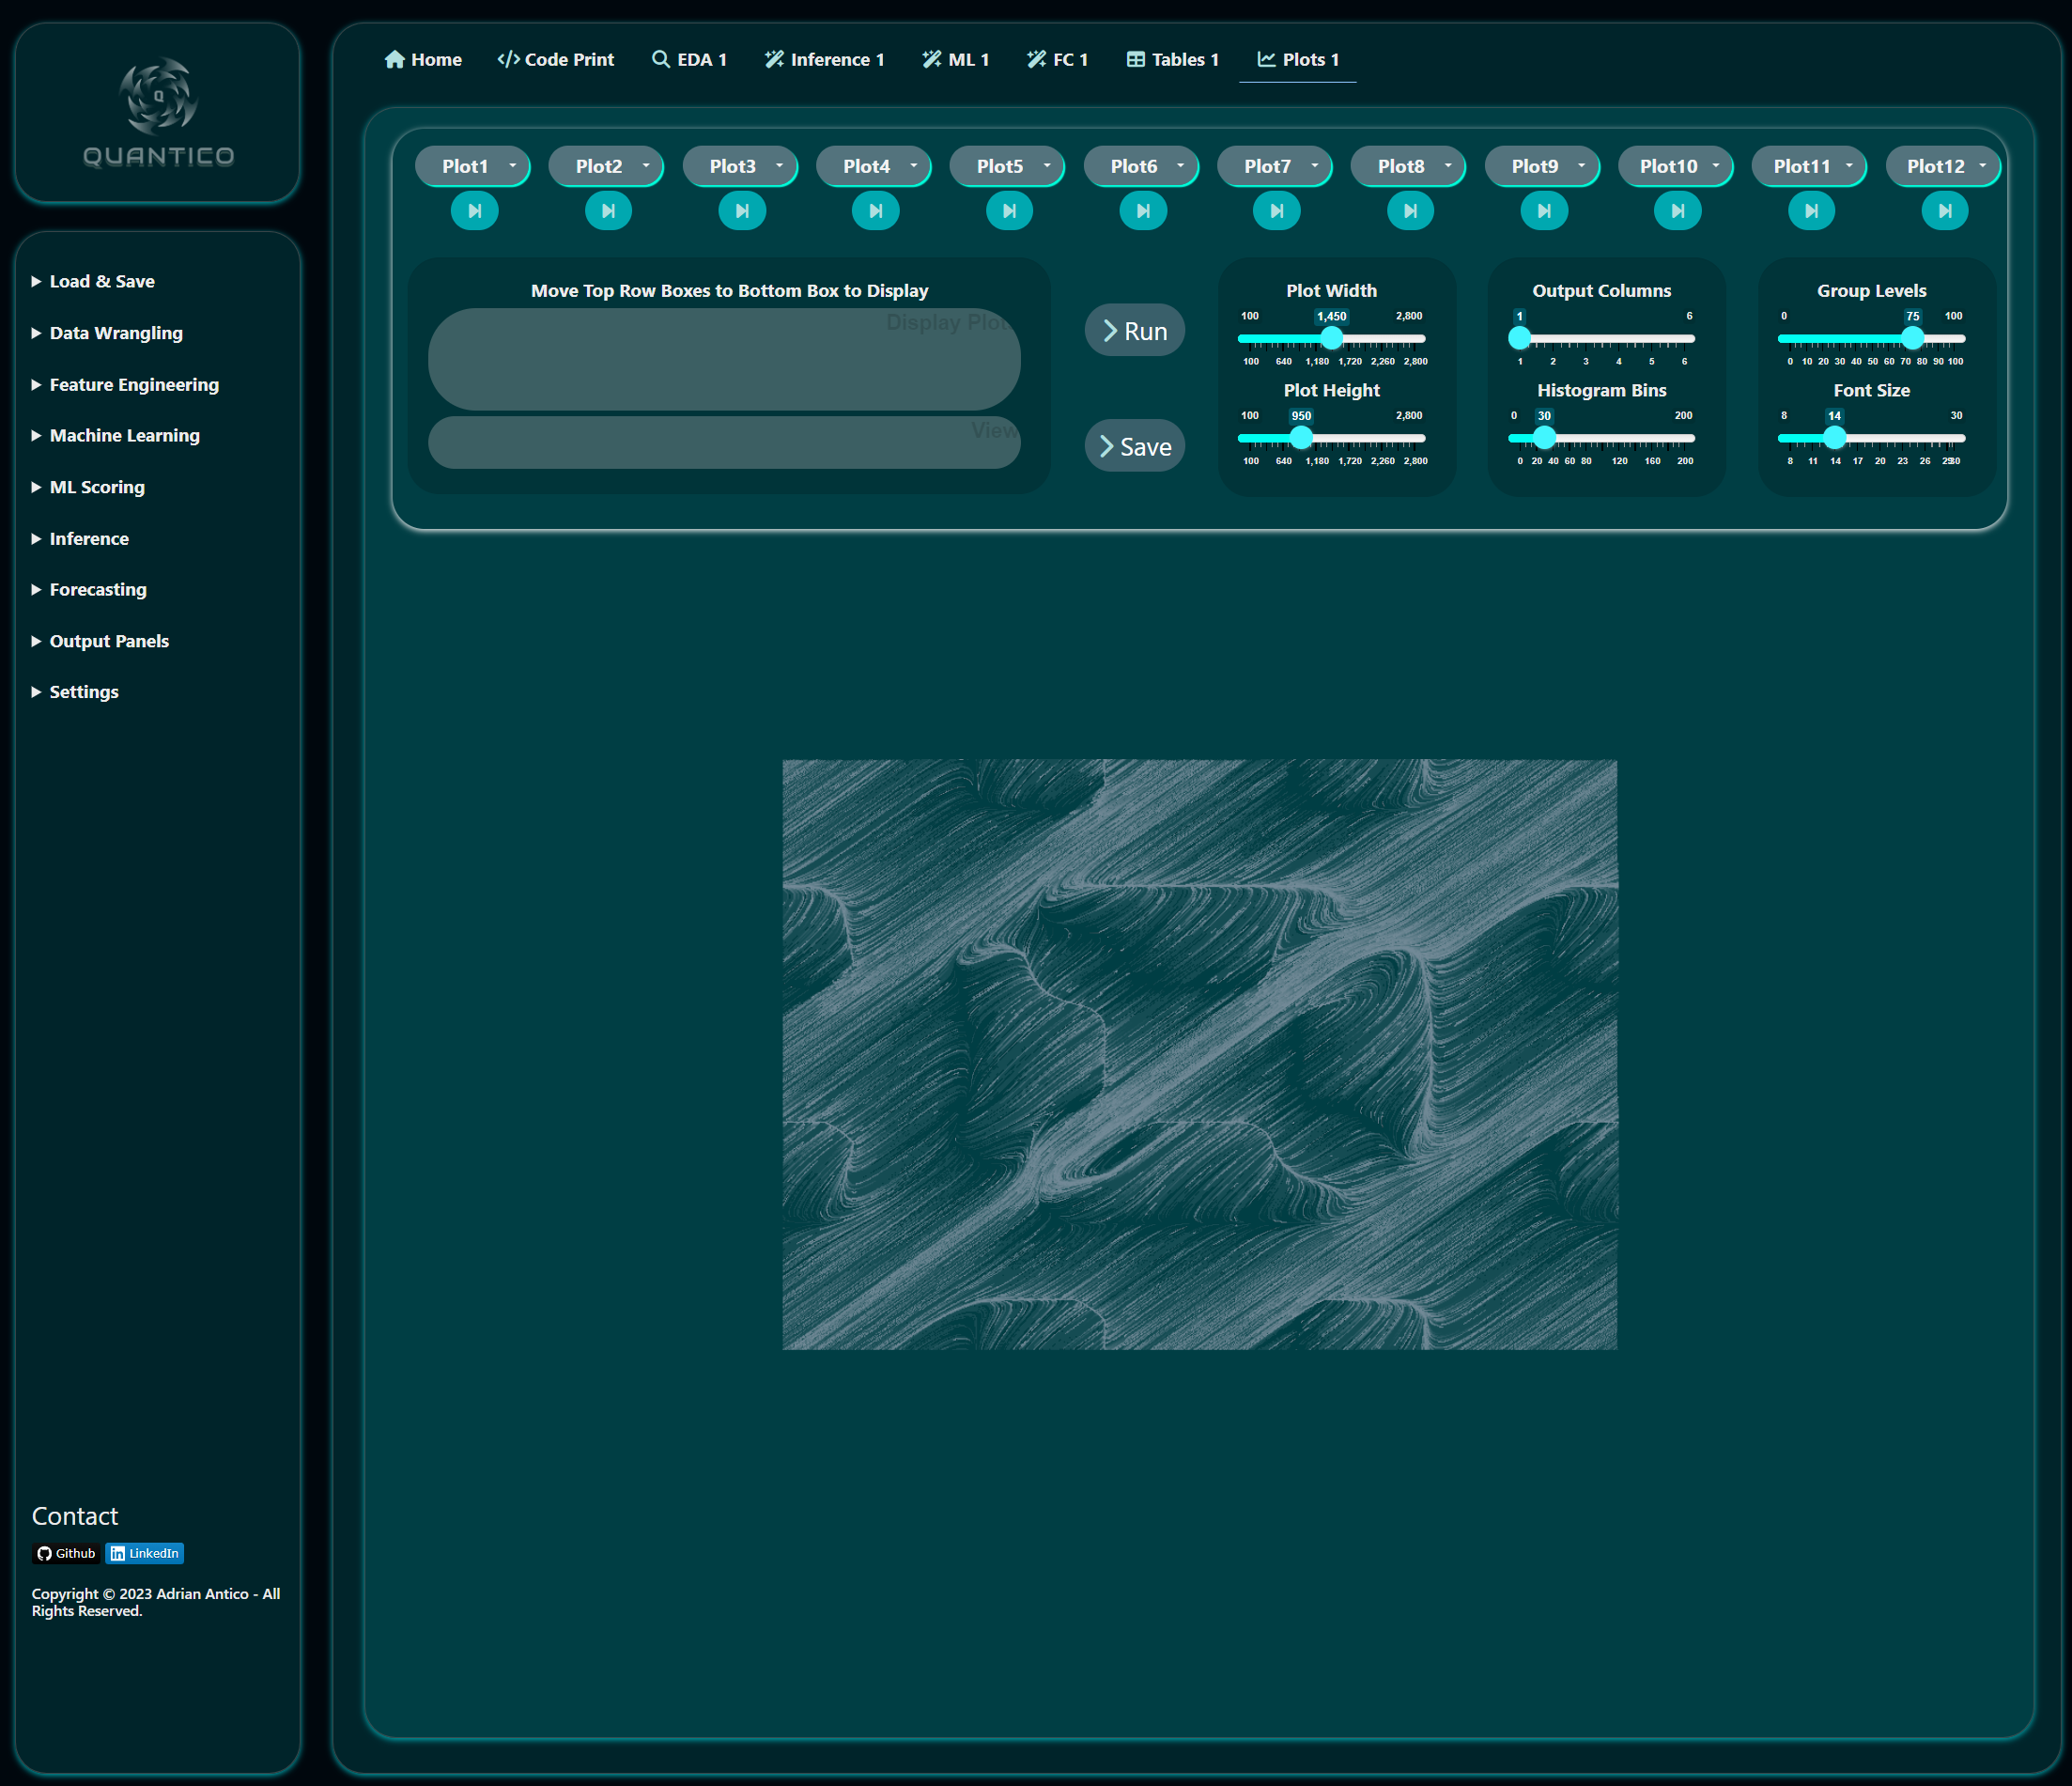 Q
QUANTICO
Load & Save
Data Wrangling
Feature Engineering
Machine Learning
ML Scoring
Inference
Forecasting
Output Panels
Settings
Contact
Github
LinkedIn
Copyright © 2023 Adrian Antico - All
Rights Reserved.
Home
Code Print
EDA 1
Inference 1
ML 1
FC 1
Tables 1
Plots 1
Plot1
Plot2
Plot3
Plot4
Plot5
Plot6
Plot7
Plot8
Plot9
Plot10
Plot11
Plot12
Move Top Row Boxes to Bottom Box to Display
Display Plot
View
Run
Save
Plot Width
100 1,450 2,800
100 640 1,180 1,720 2,260 2,800
Plot Height
100 950 2,800
100 640 1,180 1,720 2,260 2,800
Output Columns
1 6
1 2 3 4 5 6
Histogram Bins
0 30 200
0 20 40 60 80 120 160 200
Group Levels
0 75 100
0 10 20 30 40 50 60 70 80 90 100
Font Size
8 14 30
8 11 14 17 20 23 26 29 30